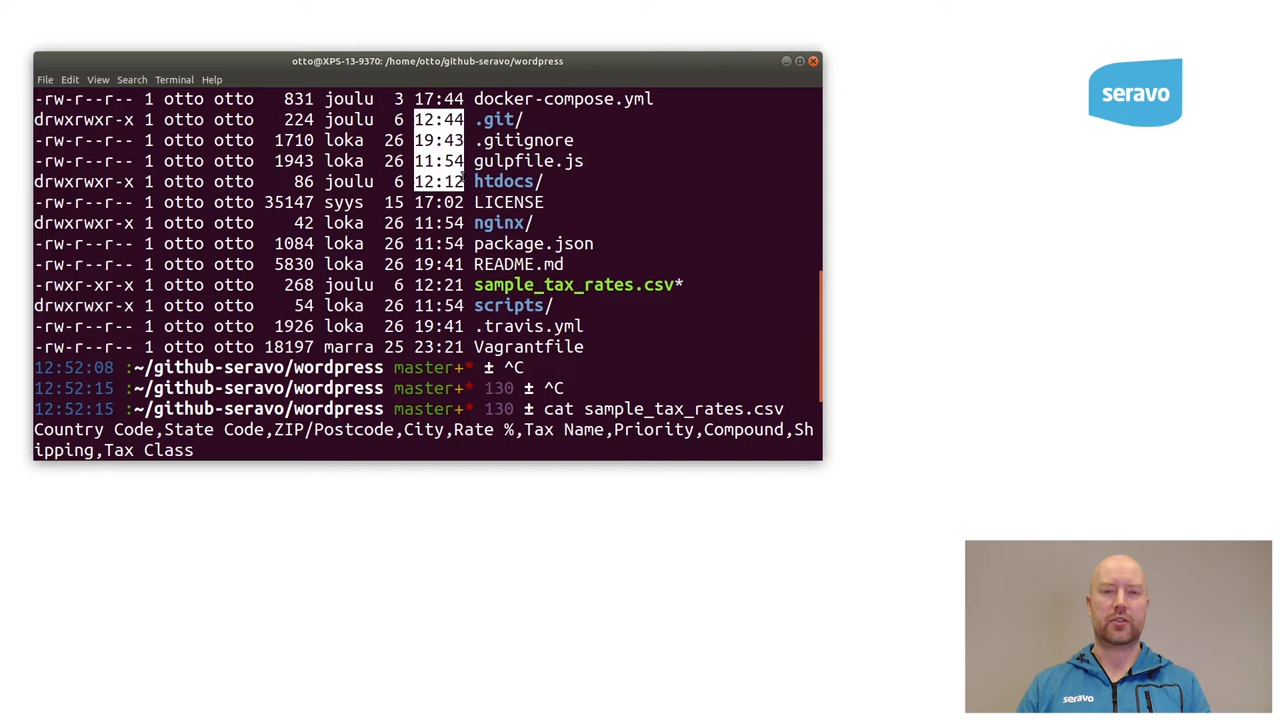 otto@XPS-13-9370: /home/otto/github-seravo/wordpress
File Edit View Search Terminal Help
-rw-r--r-- 1 otto otto 831 joulu 3 17:44 docker-compose.yml
drwxrwxr-x 1 otto otto 224 joulu 6 12:44 .git/
-rw-r--r-- 1 otto otto 1710 loka 26 19:43 .gitignore
-rw-r--r-- 1 otto otto 1943 loka 26 11:54 gulpfile.js
drwxrwxr-x 1 otto otto 86 joulu 6 12:12 htdocs/
-rw-r--r-- 1 otto otto 35147 syys 15 17:02 LICENSE
drwxrwxr-x 1 otto otto 42 loka 26 11:54 nginx/
-rw-r--r-- 1 otto otto 1084 loka 26 11:54 package.json
-rw-r--r-- 1 otto otto 5830 loka 26 19:41 README.md
-rwxrwxr-x 1 otto otto 268 joulu 6 12:21 sample_tax_rates.csv*
drwxrwxr-x 1 otto otto 54 loka 26 11:54 scripts/
-rw-r--r-- 1 otto otto 1926 loka 26 19:41 .travis.yml
-rw-r--r-- 1 otto otto 18197 marra 25 23:21 Vagrantfile
12:52:08 :~/github-seravo/wordpress master+* ± ^C
12:52:15 :~/github-seravo/wordpress master+* 130 ± ^C
12:52:15 :~/github-seravo/wordpress master+* 130 ± cat sample_tax_rates.csv
Country Code,State Code,ZIP/Postcode,City,Rate %,Tax Name,Priority,Compound,Sh
ipping,Tax Class
seravo
seravo